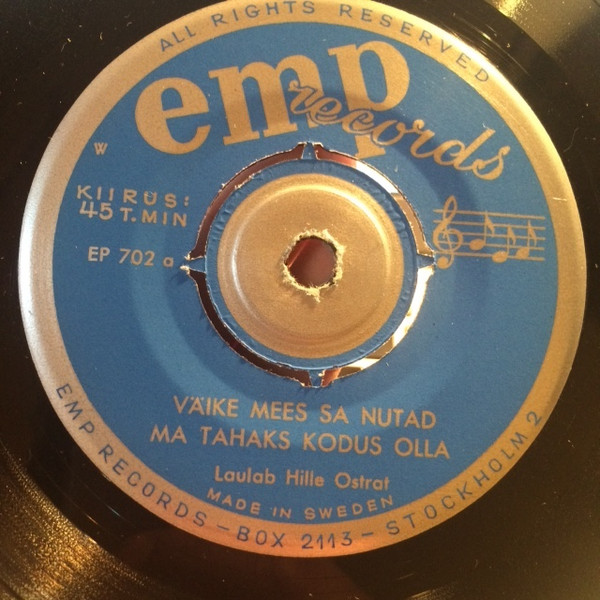 ALL RIGHTS RESERVED
emp
records
W
KIIRÜS:
45 T. MIN
EP 702 a
VÄIKE MEES SA NUTAD
MA TAHAKS KODUS OLLA
Laulab Hille Ostrat
MADE IN SWEDEN
EMP RECORDS - BOX 2113 - STOCKHOLM 2